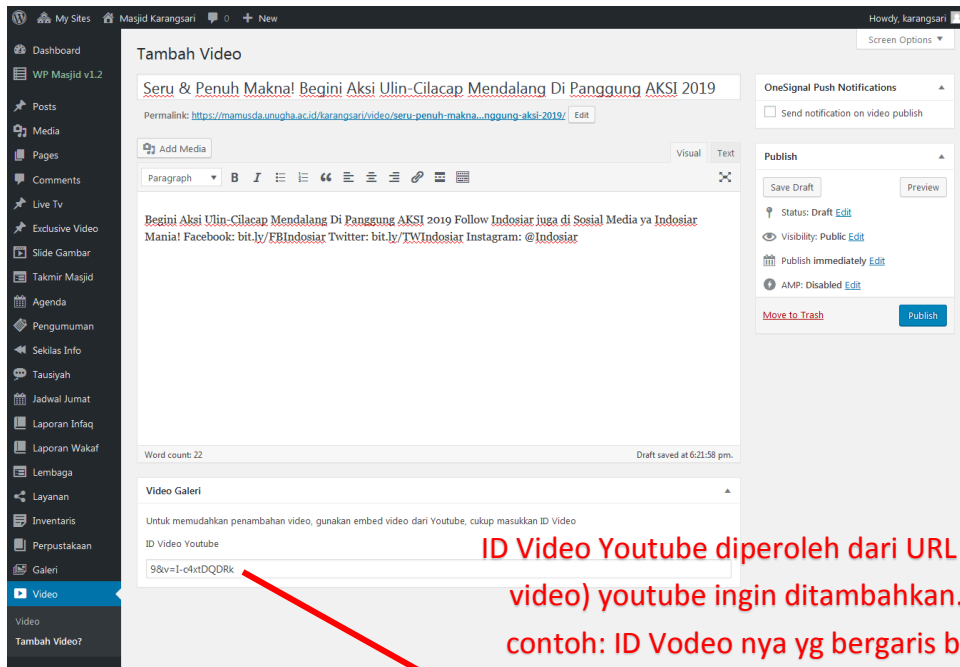 My Sites Masjid Karangsari 0 + New Howdy, karangsari
Screen Options ▼
Dashboard
WP Masjid v1.2
Posts
Media
Pages
Comments
Live Tv
Exclusive Video
Slide Gambar
Takmir Masjid
Agenda
Pengumuman
Sekilas Info
Tausiyah
Jadwal Jumat
Laporan Infaq
Laporan Wakaf
Lembaga
Layanan
Inventaris
Perpustakaan
Galeri
Video
Video
Tambah Video?
Tambah Video
Seru & Penuh Makna! Begini Aksi Ulin-Cilacap Mendalang Di Panggung AKSI 2019
Permalink: https://mamusda.unugha.ac.id/karangsari/video/seru-penuh-makna...nggung-aksi-2019/ Edit
Add Media
Visual Text
Paragraph ▼ B I
Begini Aksi Ulin-Cilacap Mendalang Di Panggung AKSI 2019 Follow Indosiar juga di Sosial Media ya Indosiar
Mania! Facebook: bit.ly/FBIndosiar Twitter: bit.ly/TWIndosiar Instagram: @Indosiar
Word count: 22 Draft saved at 6:21:58 pm.
Video Galeri
Untuk memudahkan penambahan video, gunakan embed video dari Youtube, cukup masukkan ID Video
ID Video Youtube
9&v=I-c4xtDQDRk
OneSignal Push Notifications
Send notification on video publish
Publish
Save Draft Preview
Status: Draft Edit
Visibility: Public Edit
Publish immediately Edit
AMP: Disabled Edit
Move to Trash Publish
ID Video Youtube diperoleh dari URL
video) youtube ingin ditambahkan.
contoh: ID Vodeo nya yg bergaris b